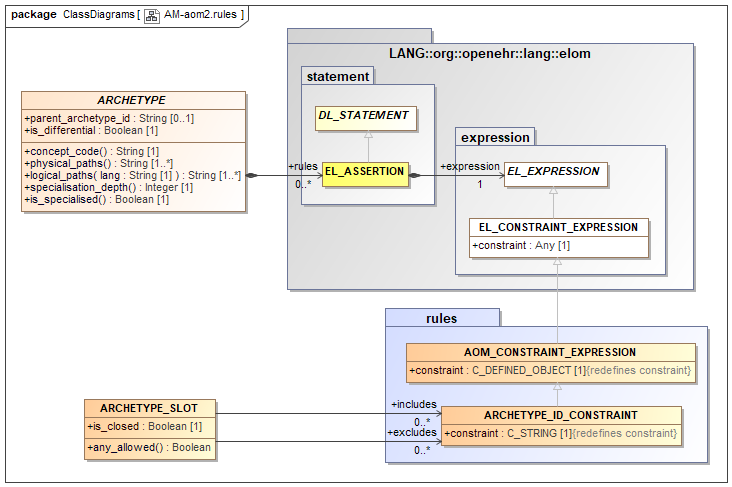 package ClassDiagrams [ AM-aom2.rules ]
LANG::org::openehr::lang::elom
statement
DL_STATEMENT
EL_ASSERTION
expression
EL_EXPRESSION
EL_CONSTRAINT_EXPRESSION
+constraint : Any [1]
ARCHETYPE
+parent_archetype_id : String [0..1]
+is_differential : Boolean [1]
+concept_code() : String [1]
+physical_paths() : String [1..*]
+logical_paths( lang : String [1] ) : String [1..*]
+specialisation_depth() : Integer [1]
+is_specialised() : Boolean [1]
+rules
0..*
+expression
1
rules
AOM_CONSTRAINT_EXPRESSION
+constraint : C_DEFINED_OBJECT [1]{redefines constraint}
ARCHETYPE_ID_CONSTRAINT
+constraint : C_STRING [1]{redefines constraint}
ARCHETYPE_SLOT
+is_closed : Boolean [1]
+any_allowed() : Boolean
+includes
0..*
+excludes
0..*